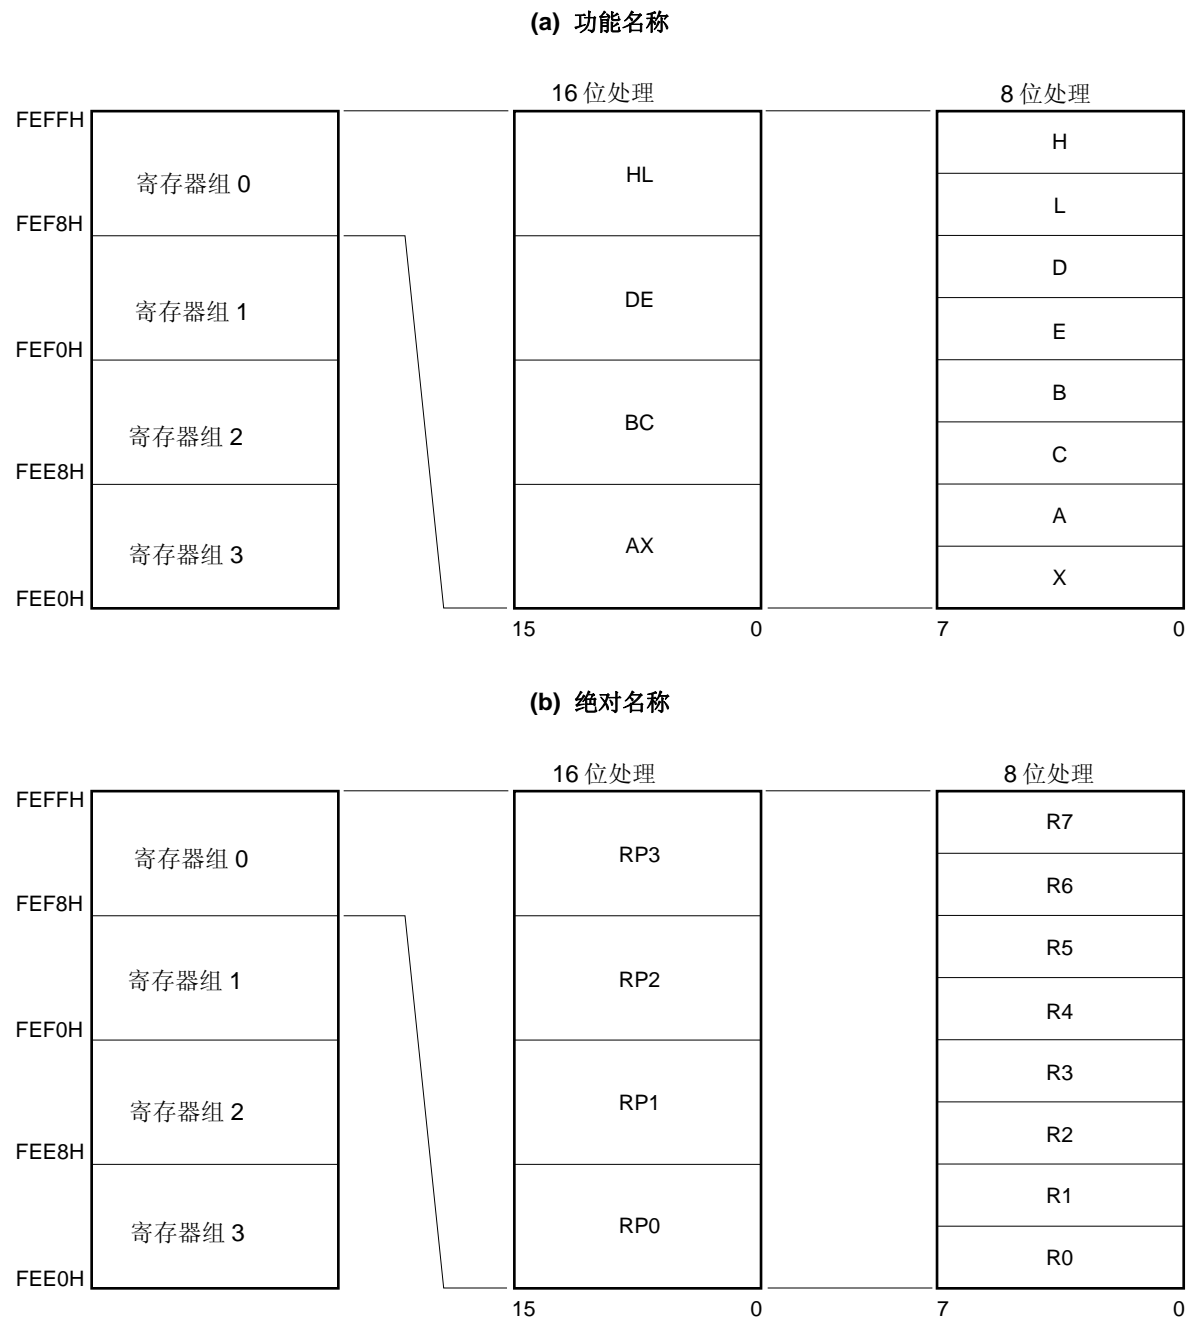 (a) 功能名称
16 位处理
8 位处理
FEFFH
寄存器组 0
HL
H
L
FEF8H
寄存器组 1
DE
D
E
FEF0H
寄存器组 2
BC
B
C
FEE8H
寄存器组 3
AX
A
X
FEE0H
15
0
7
0
(b) 绝对名称
16 位处理
8 位处理
FEFFH
寄存器组 0
RP3
R7
R6
FEF8H
寄存器组 1
RP2
R5
R4
FEF0H
寄存器组 2
RP1
R3
R2
FEE8H
寄存器组 3
RP0
R1
R0
FEE0H
15
0
7
0